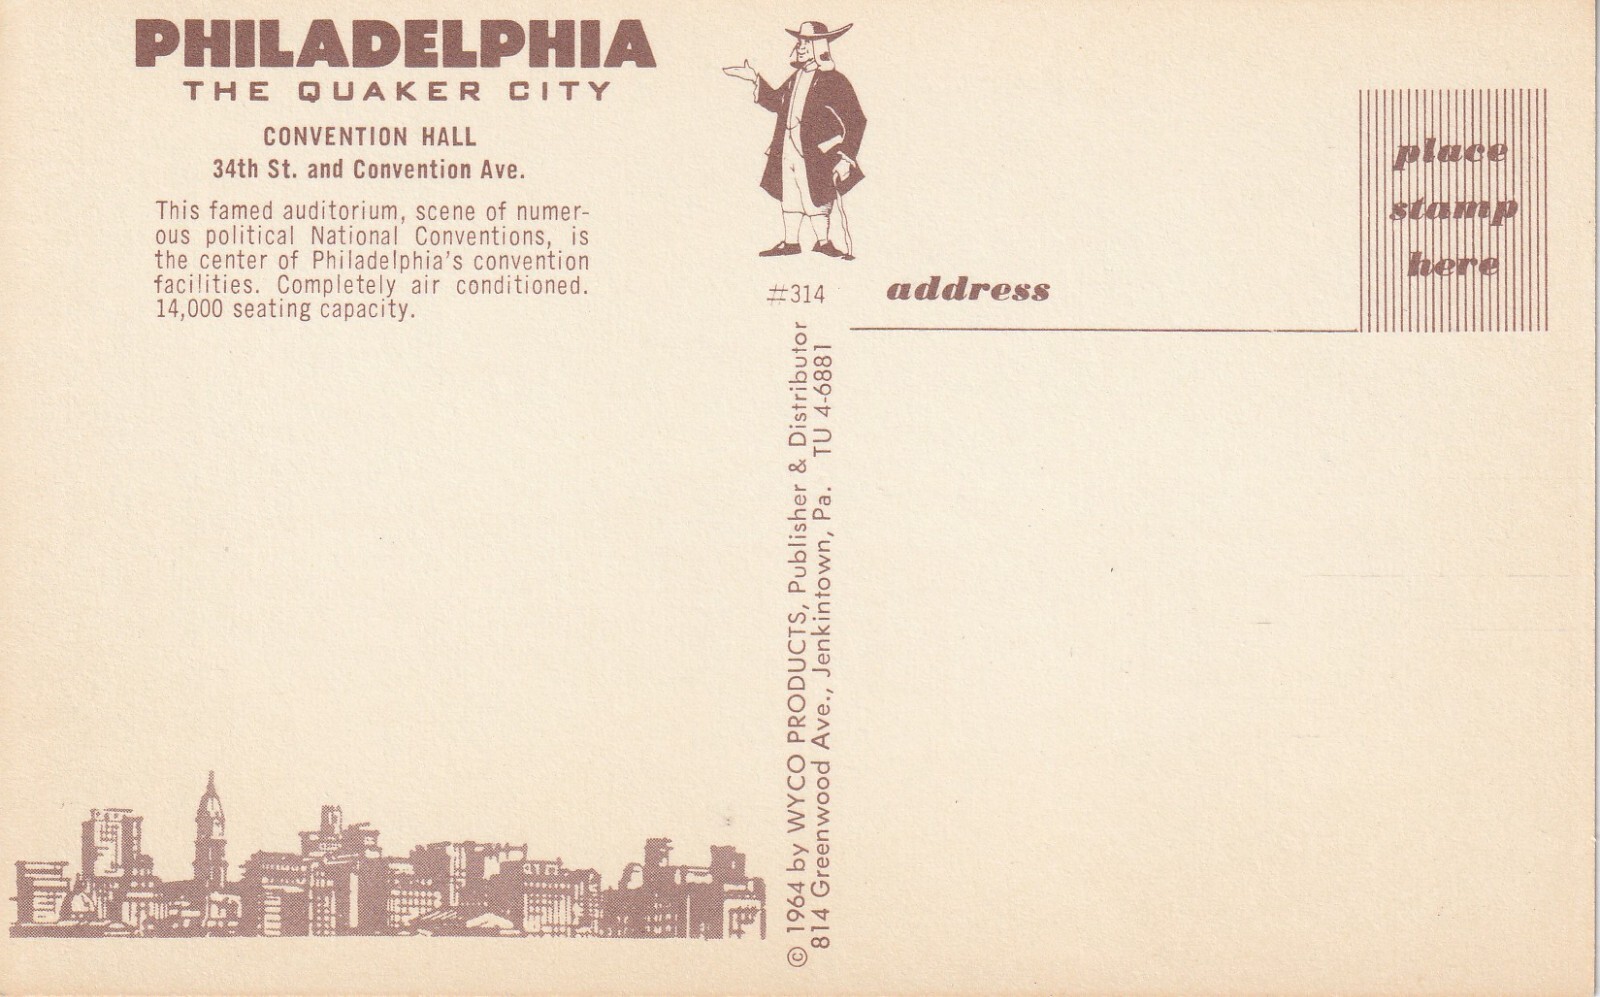 PHILADELPHIA
THE QUAKER CITY
CONVENTION HALL
34th St. and Convention Ave.
This famed auditorium, scene of numer-
ous political National Conventions, is
the center of Philadelphia's convention
facilities. Completely air conditioned.
14,000 seating capacity.
#314
© 1964 by WYCO PRODUCTS, Publisher & Distributor
814 Greenwood Ave., Jenkintown, Pa. TU 4-6881
address
place
stamp
here